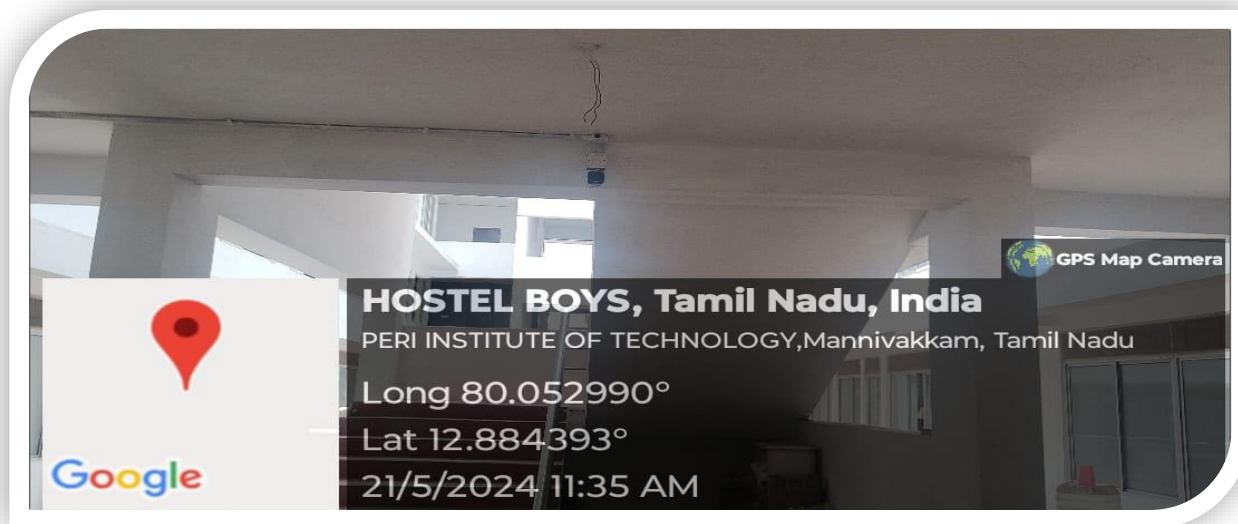 GPS Map Camera
HOSTEL BOYS, Tamil Nadu, India
PERI INSTITUTE OF TECHNOLOGY,Mannivakkam, Tamil Nadu
Long 80.052990°
Lat 12.884393°
21/5/2024 11:35 AM
Google